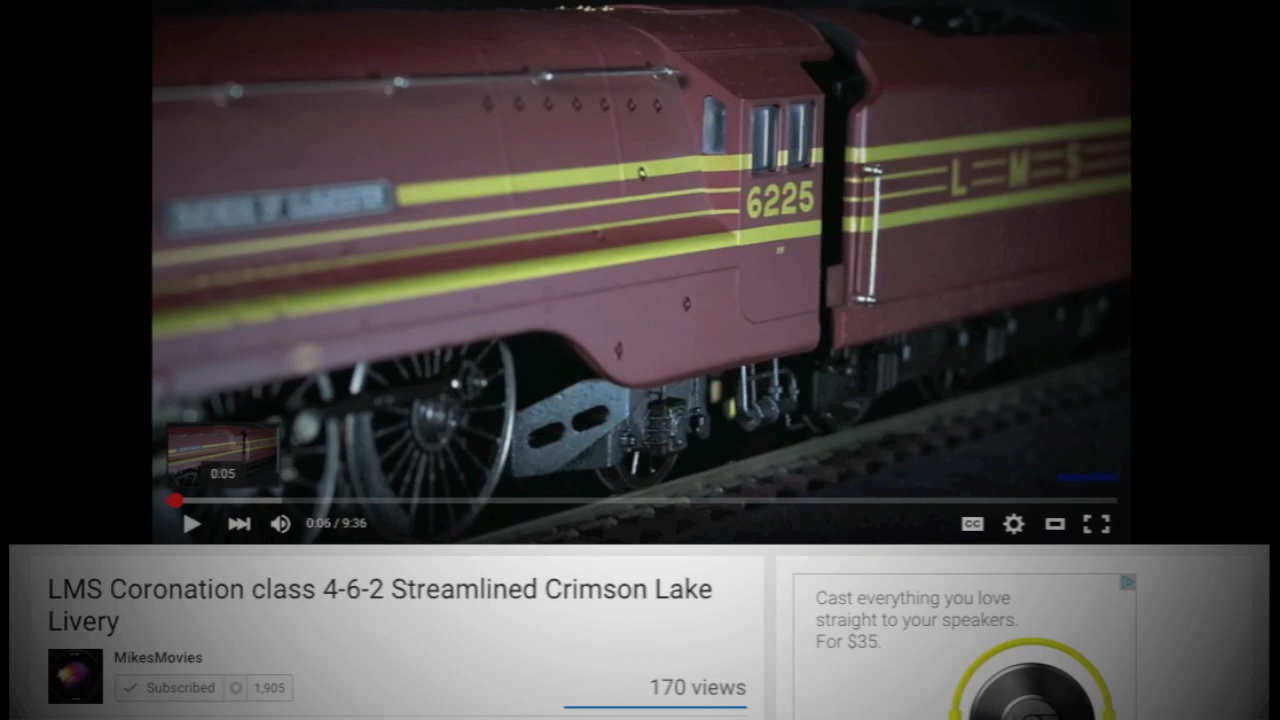 6225
L M S
0:05
0:06 / 9:36
CC
LMS Coronation class 4-6-2 Streamlined Crimson Lake
Livery
MikesMovies
Subscribed
1,905
170 views
Cast everything you love
straight to your speakers.
For $35.